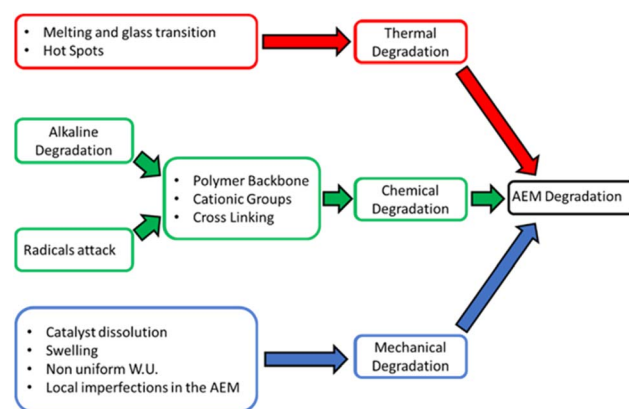 • Melting and glass transition
• Hot Spots
Thermal
Degradation
Alkaline
Degradation
Radicals attack
• Polymer Backbone
• Cationic Groups
• Cross Linking
Chemical
Degradation
AEM Degradation
• Catalyst dissolution
• Swelling
• Non uniform W.U.
• Local imperfections in the AEM
Mechanical
Degradation